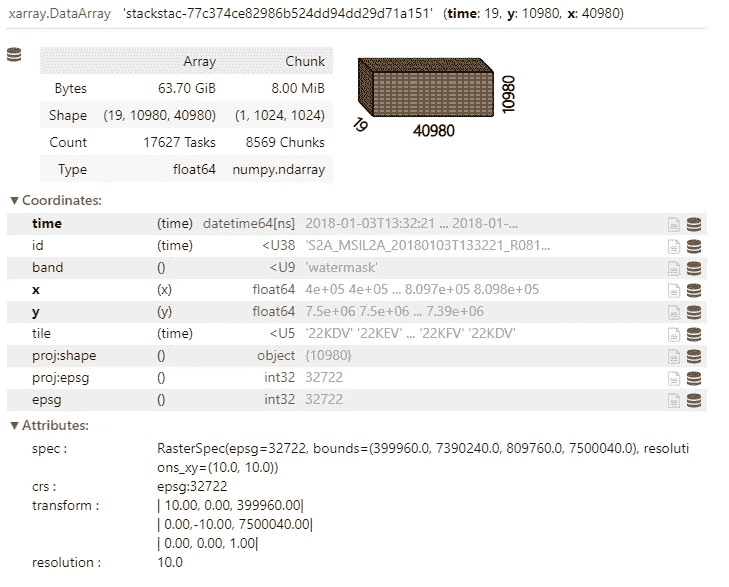 xarray.DataArray 'stackstac-77c374ce82986b524dd94dd29d71a151' (time: 19, y: 10980, x: 40980)
Array Chunk
Bytes 63.70 GiB 8.00 MiB
Shape (19, 10980, 40980) (1, 1024, 1024)
Count 17627 Tasks 8569 Chunks
Type float64 numpy.ndarray
19
40980
10980
▼ Coordinates:
time (time) datetime64[ns] 2018-01-03T13:32:21 ... 2018-01-...
id (time) <U38 'S2A_MSIL2A_20180103T133221_R081...
band () <U9 'watermask'
x (x) float64 4e+05 4e+05 ... 8.097e+05 8.098e+05
y (y) float64 7.5e+06 7.5e+06 ... 7.39e+06
tile (time) <U5 '22KDV' '22KEV' ... '22KFV' '22KDV'
proj:shape () object {10980}
proj:epsg () int32 32722
epsg () int32 32722
▼ Attributes:
spec : RasterSpec(epsg=32722, bounds=(399960.0, 7390240.0, 809760.0, 7500040.0), resoluti
ons_xy=(10.0, 10.0))
crs : epsg:32722
transform : | 10.00, 0.00, 399960.00|
| 0.00,-10.00, 7500040.00|
| 0.00, 0.00, 1.00|
resolution : 10.0